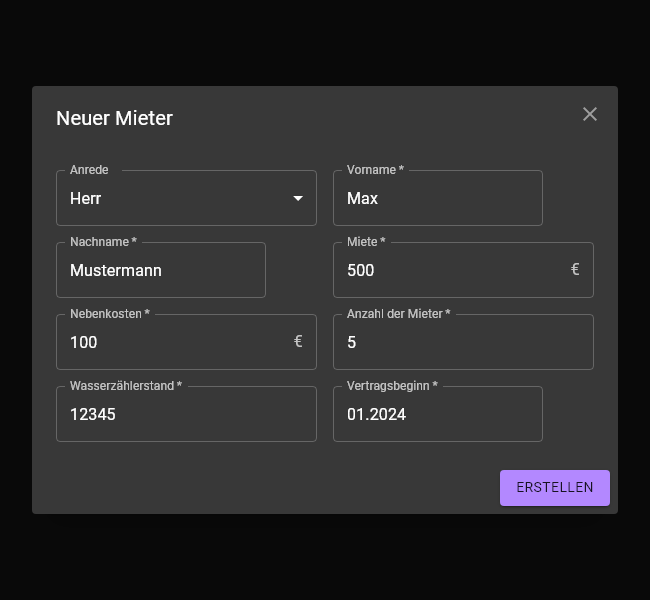 Neuer Mieter
Anrede
Herr
Vorname *
Max
Nachname *
Mustermann
Miete *
500 €
Nebenkosten *
100 €
Anzahl der Mieter *
5
Wasserzählerstand *
12345
Vertragsbeginn *
01.2024
ERSTELLEN